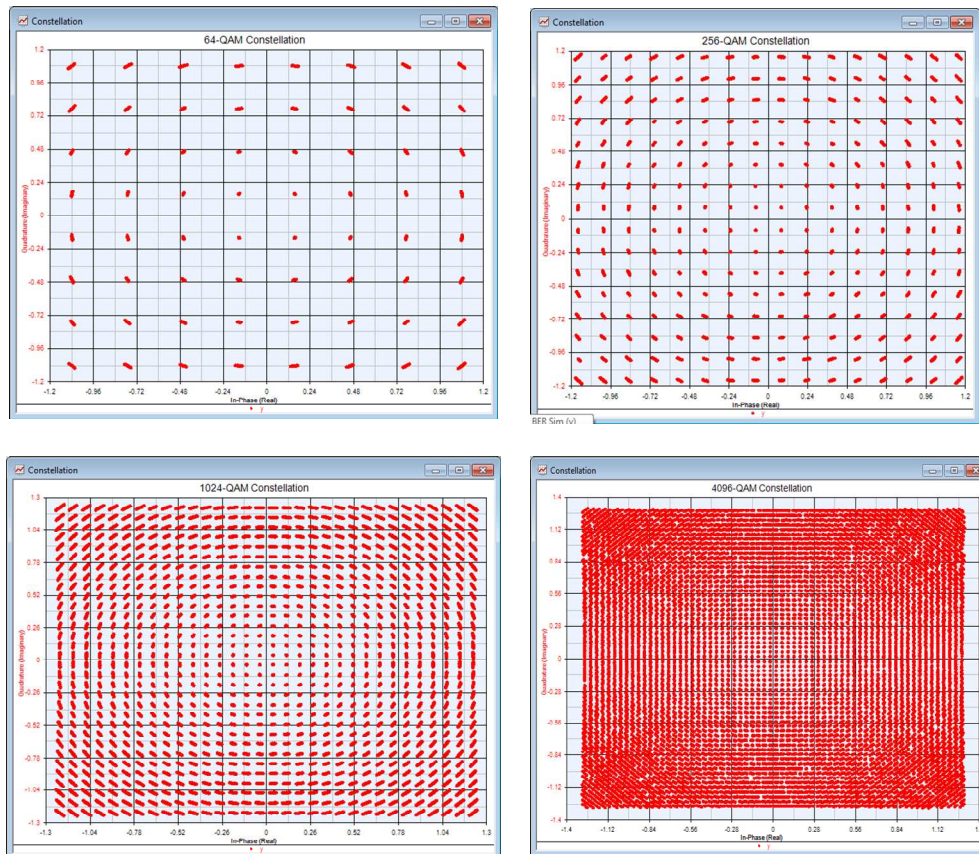 Constellation
64-QAM Constellation
1.2
0.96
0.72
0.48
0.24
0
-0.24
-0.48
-0.72
-0.96
-1.2
Quadrature (Imaginary)
-1.2 -0.96 -0.72 -0.48 -0.24 0 0.24 0.48 0.72 0.96 1.2
In-Phase (Real)
y
Constellation
256-QAM Constellation
1.2
0.96
0.72
0.48
0.24
0
-0.24
-0.48
-0.72
-0.96
-1.2
Quadrature (Imaginary)
-1.2 -0.96 -0.72 -0.48 -0.24 0 0.24 0.48 0.72 0.96 1.2
In-Phase (Real)
y
BER Sim (v)
Constellation
1024-QAM Constellation
1.3
1.04
0.78
0.52
0.26
0
-0.26
-0.52
-0.78
-1.04
-1.3
Quadrature (Imaginary)
-1.3 -1.04 -0.78 -0.52 -0.26 0 0.26 0.52 0.78 1.04 1.3
In-Phase (Real)
y
Constellation
4096-QAM Constellation
1.4
1.12
0.84
0.56
0.28
0
-0.28
-0.56
-0.84
-1.12
-1.4
Quadrature (Imaginary)
-1.4 -1.12 -0.84 -0.56 -0.28 0 0.28 0.56 0.84 1.12 1.4
In-Phase (Real)
y